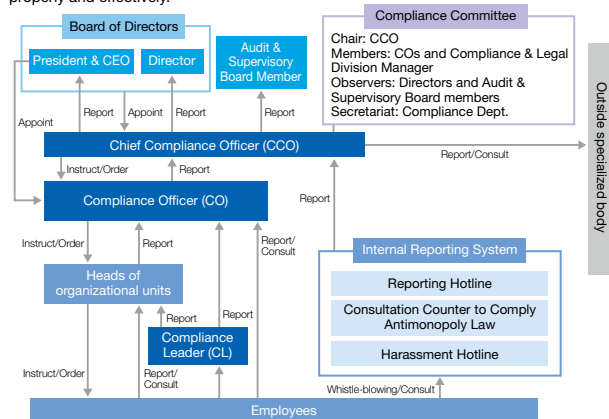 properly and effectively.
Board of Directors
President & CEO
Director
Audit &
Supervisory
Board Member
Compliance Committee
Chair: CCO
Members: COs and Compliance & Legal
Division Manager
Observers: Directors and Audit &
Supervisory Board members
Secretariat: Compliance Dept.
Outside specialized body
Appoint
Report
Appoint
Report
Report
Chief Compliance Officer (CCO)
Report/Consult
Instruct/Order
Report
Compliance Officer (CO)
Report
Instruct/Order
Report
Report/
Consult
Internal Reporting System
Heads of
organizational units
Reporting Hotline
Report
Report
Consultation Counter to Comply
Antimonopoly Law
Compliance
Leader (CL)
Harassment Hotline
Instruct/Order
Report/
Consult
Whistle-blowing/Consult
Employees